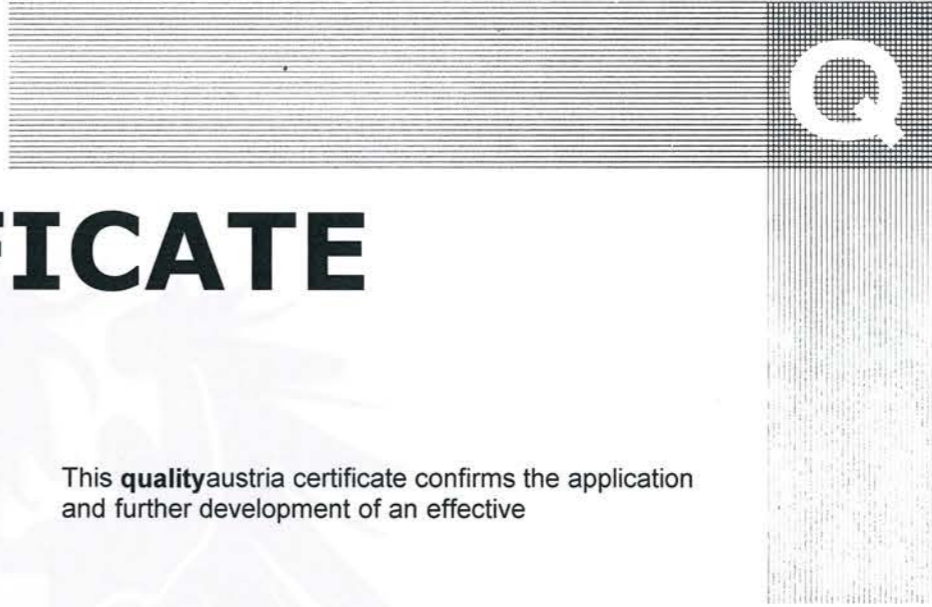 Q
FICATE
This qualityaustria certificate confirms the application
and further development of an effective